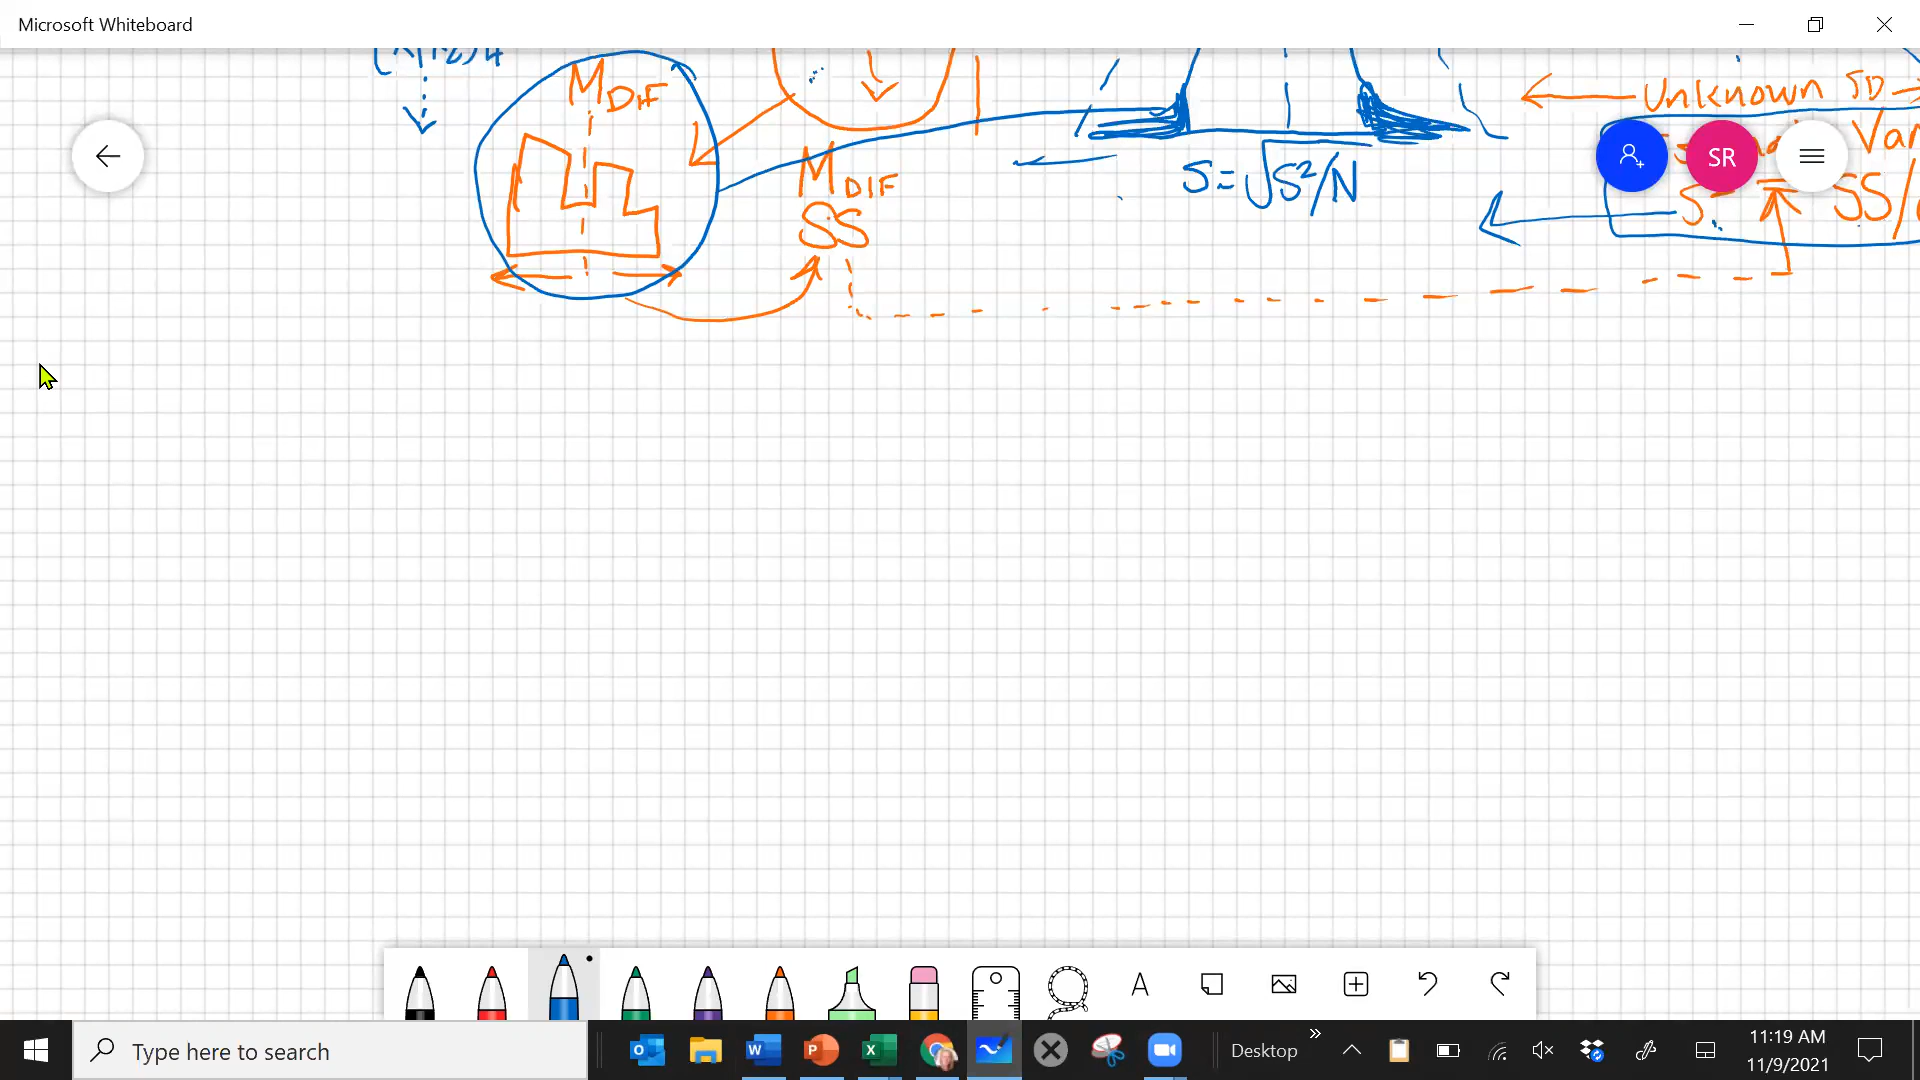 Microsoft Whiteboard
M DIF
Unknown SD
SR
Var
M DIF
SS
S=√S²/N
S²
SS/
Type here to search
Desktop
11:19 AM
11/9/2021